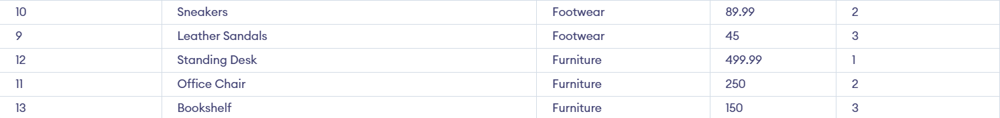 10 Sneakers Footwear 89.99 2
9 Leather Sandals Footwear 45 3
12 Standing Desk Furniture 499.99 1
11 Office Chair Furniture 250 2
13 Bookshelf Furniture 150 3